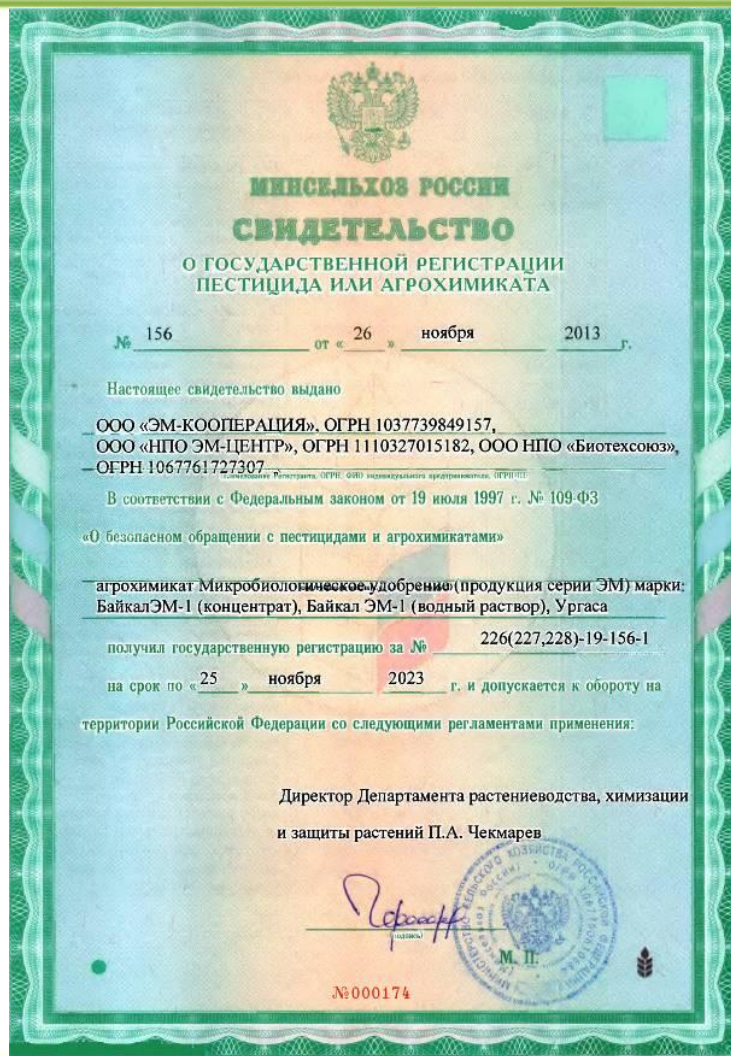 МИНСЕЛЬХОЗ РОССИИ
СВИДЕТЕЛЬСТВО
О ГОСУДАРСТВЕННОЙ РЕГИСТРАЦИИ
ПЕСТИЦИДА ИЛИ АГРОХИМИКАТА
№ 156 от « 26 » ноября 2013 г.
Настоящее свидетельство выдано
ООО «ЭМ-КООПЕРАЦИЯ», ОГРН 1037739849157,
ООО «НПО ЭМ-ЦЕНТР», ОГРН 1110327015182, ООО НПО «Биотехсоюз»,
ОГРН 1067761727307
В соответствии с Федеральным законом от 19 июля 1997 г. № 109-ФЗ
«О безопасном обращении с пестицидами и агрохимикатами»
агрохимикат Микробиологическое удобрение (продукция серии ЭМ) марки:
БайкалЭМ-1 (концентрат), Байкал ЭМ-1 (водный раствор), Ургаса
получил государственную регистрацию за № 226(227,228)-19-156-1
на срок по « 25 » ноября 2023 г. и допускается к обороту на
территории Российской Федерации со следующими регламентами применения:
Директор Департамента растениеводства, химизации
и защиты растений П.А. Чекмарев
(подпись)
М. П.
№000174